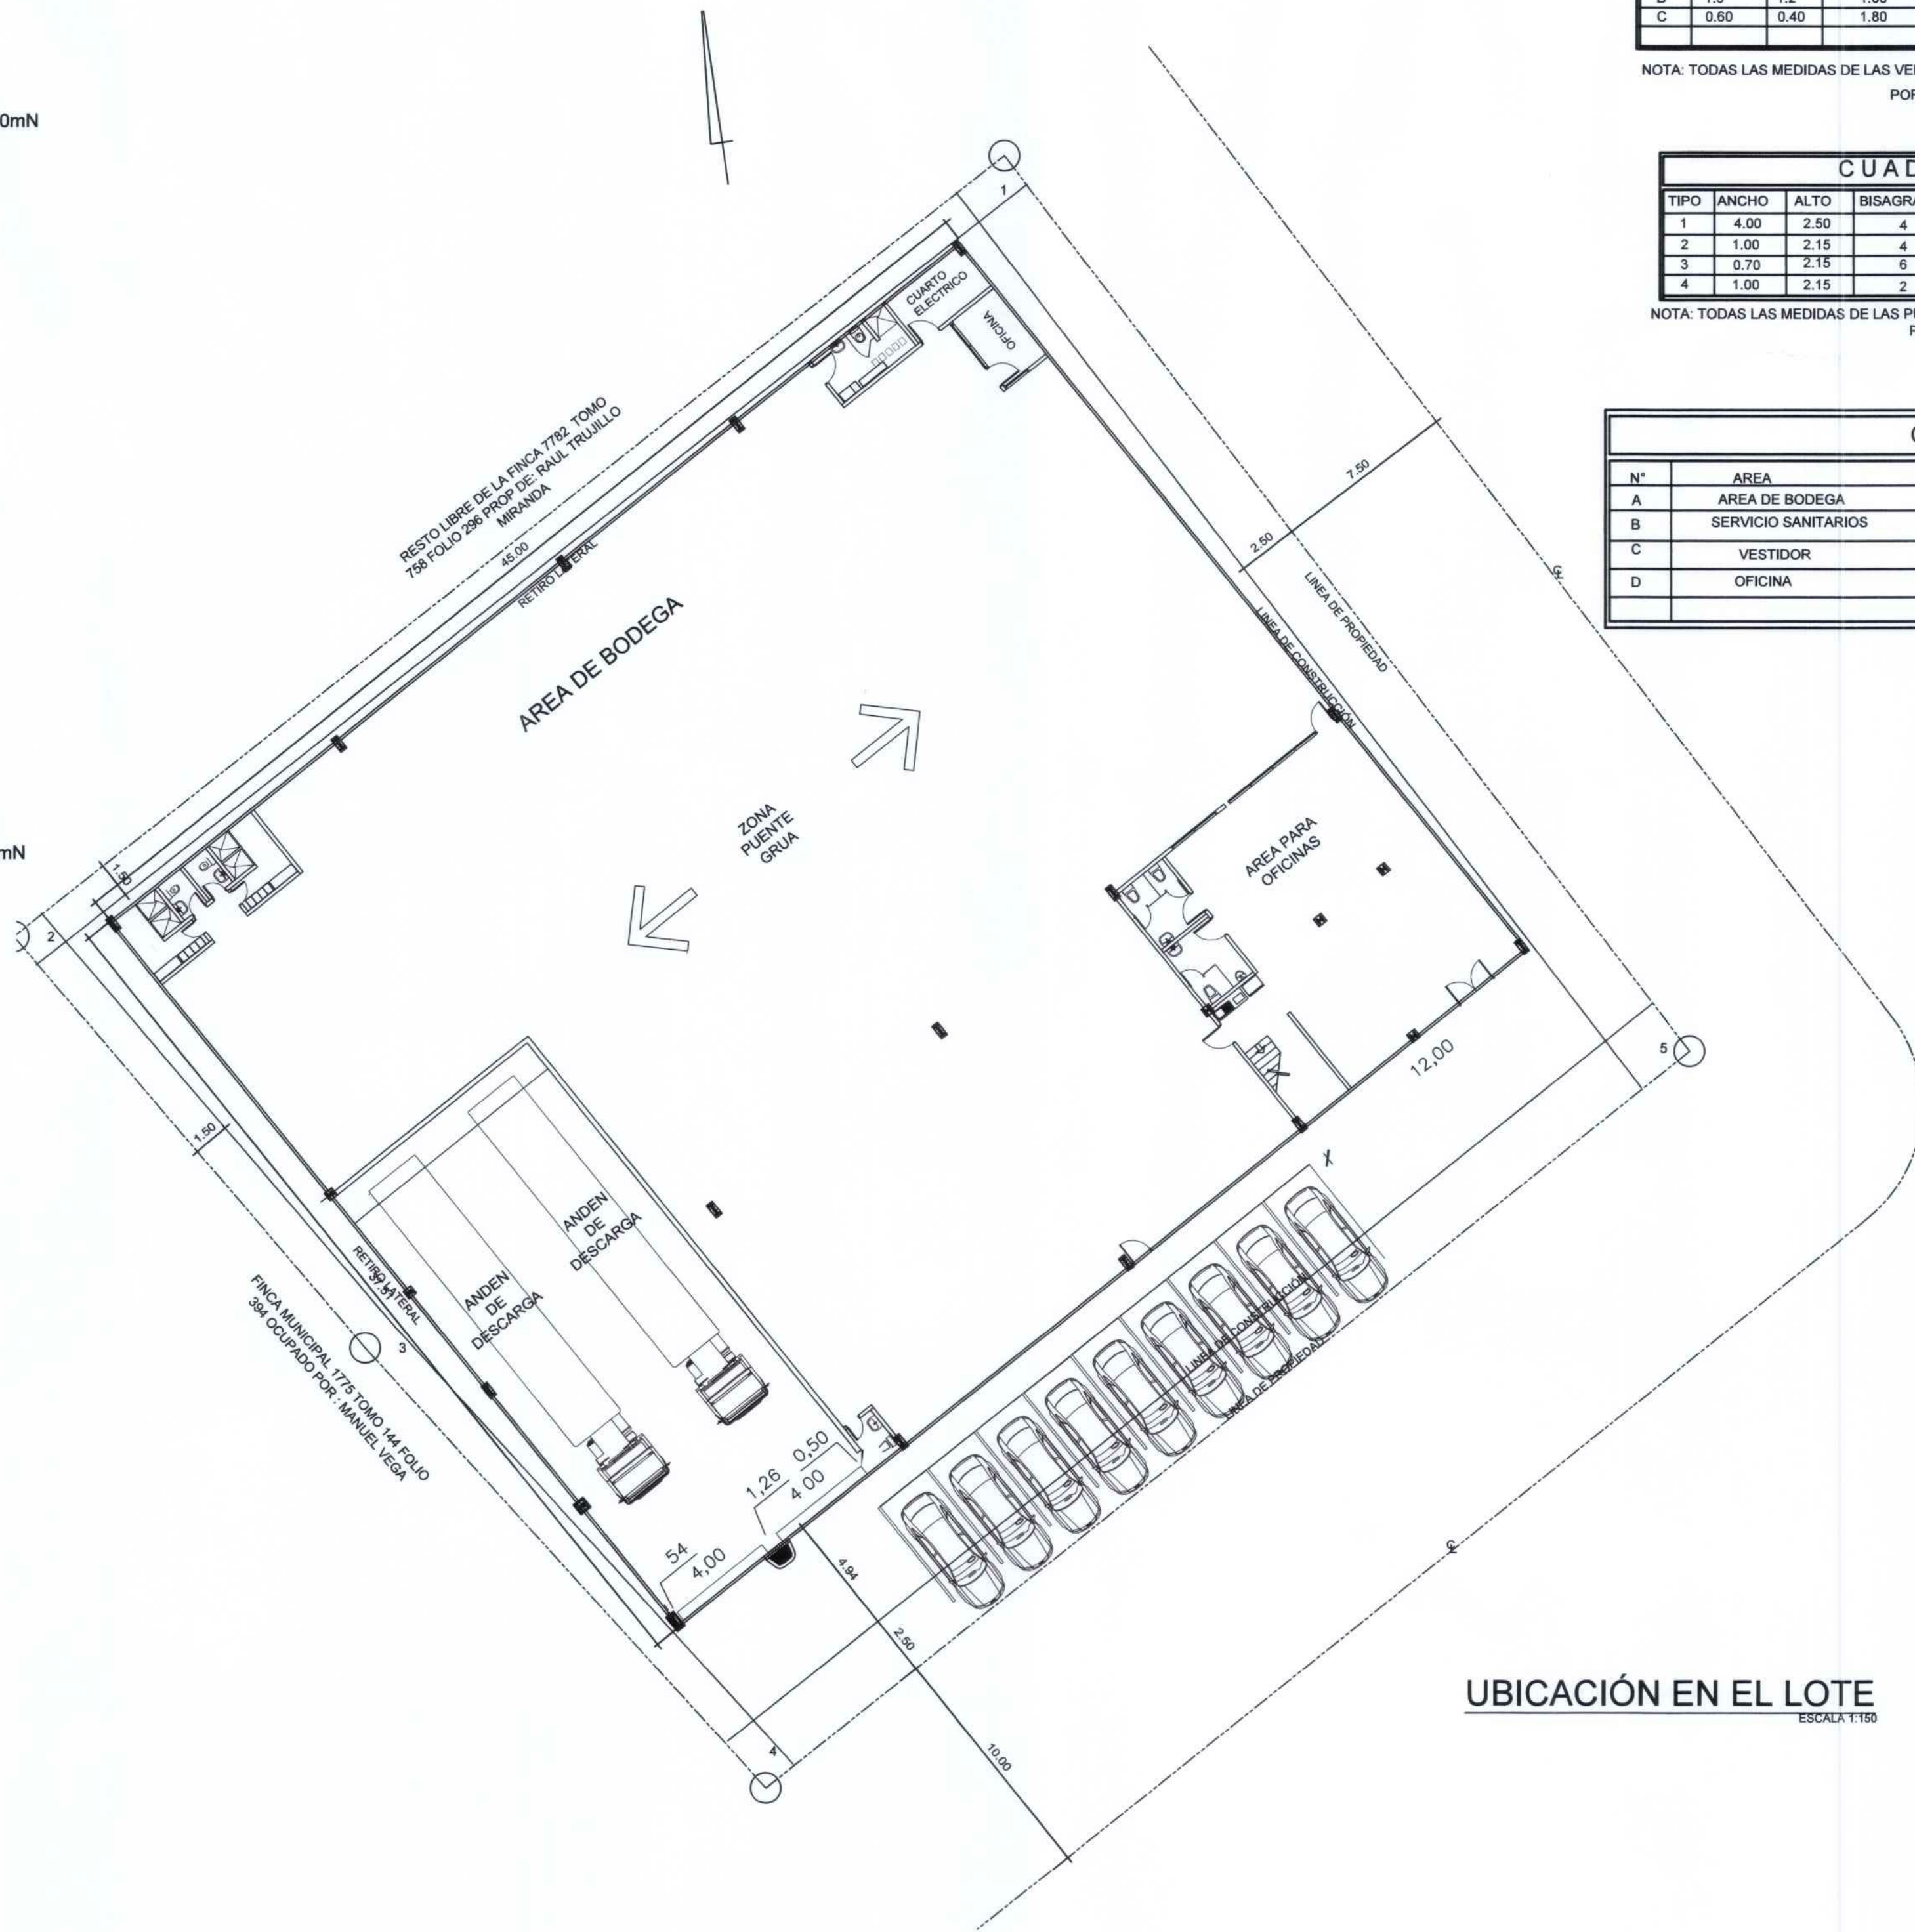 0mN
mN
C 0.60 0.40 1.80
NOTA: TODAS LAS MEDIDAS DE LAS
CUAD
TIPO ANCHO ALTO BISAGRA
1 4.00 2.50 4
2 1.00 2.15 4
3 0.70 2.15 6
4 1.00 2.15 2
NOTA: TODAS LAS MEDIDAS DE LAS
N° AREA
A AREA DE BODEGA
B SERVICIO SANITARIOS
C VESTIDOR
D OFICINA
1
CUARTO
ELECTRICO
OFICINA
RESTO LIBRE DE LA FINCA 7782 TOMO
758 FOLIO 296 PROP DE: RAUL TRUJILLO
MIRANDA
45.00
RETIRO LATERAL
AREA DE BODEGA
7.50
2.50
LINEA DE PROPIEDAD
LINEA DE CONSTRUCCIÓN
ZONA
PUENTE
GRUA
AREA PARA
OFICINAS
1.50
2
5
12,00
X
1.50
ANDEN
DE
DESCARGA
ANDEN
DE
DESCARGA
RETIRO LATERAL
3
FINCA MUNICIPAL 1775 TOMO 144 FOLIO
394 OCUPADO POR : MANUEL VEGA
LINEA DE CONSTRUCCIÓN
LINEA DE PROPIEDAD
1,26 0,50
4 00
54
4,00
4.94
2.50
10.00
4
UBICACIÓN EN EL LOTE
ESCALA 1:150